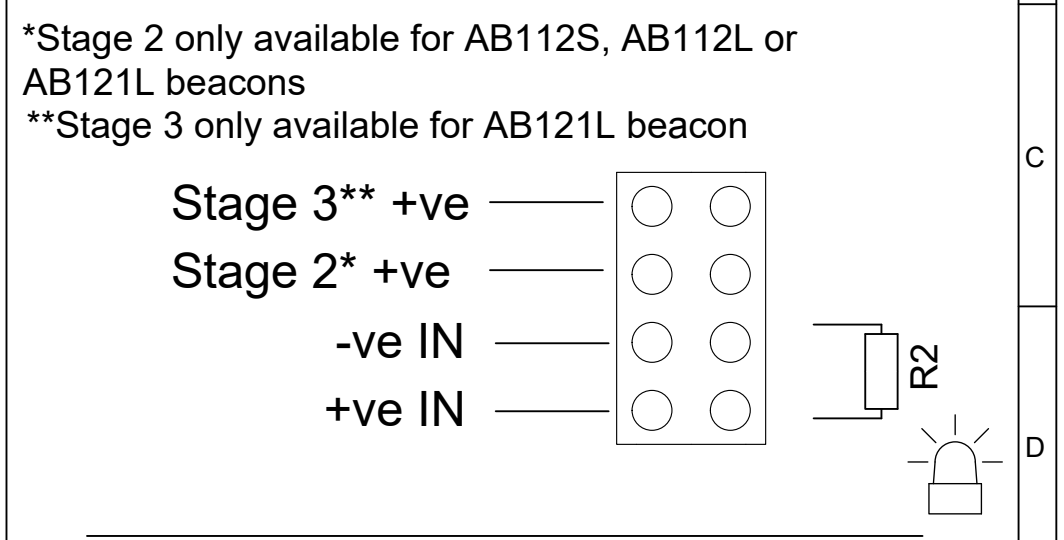 *Stage 2 only available for AB112S, AB112L or
AB121L beacons
**Stage 3 only available for AB121L beacon
C
Stage 3** +ve
Stage 2* +ve
-ve IN
R2
+ve IN
D